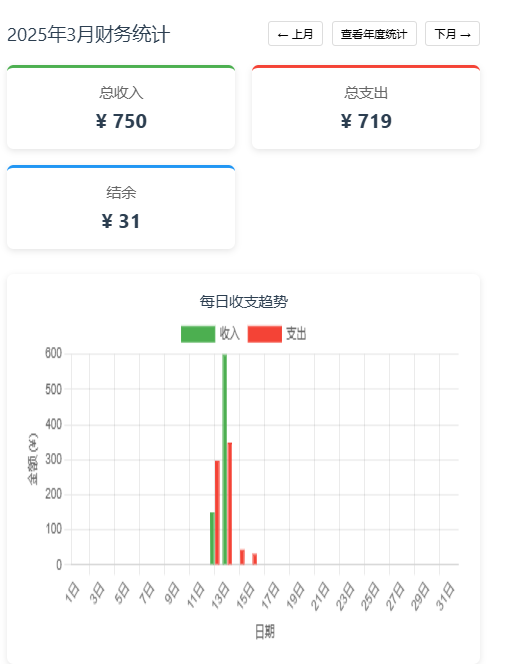 2025年3月财务统计
← 上月 查看年度统计 下月 →
总收入 总支出
¥ 750 ¥ 719
结余
¥ 31
每日收支趋势
收入 支出
600
500
400
300
200
100
0
金额 (¥)
1日 3日 5日 7日 9日 11日 13日 15日 17日 19日 21日 23日 25日 27日 29日 31日
日期